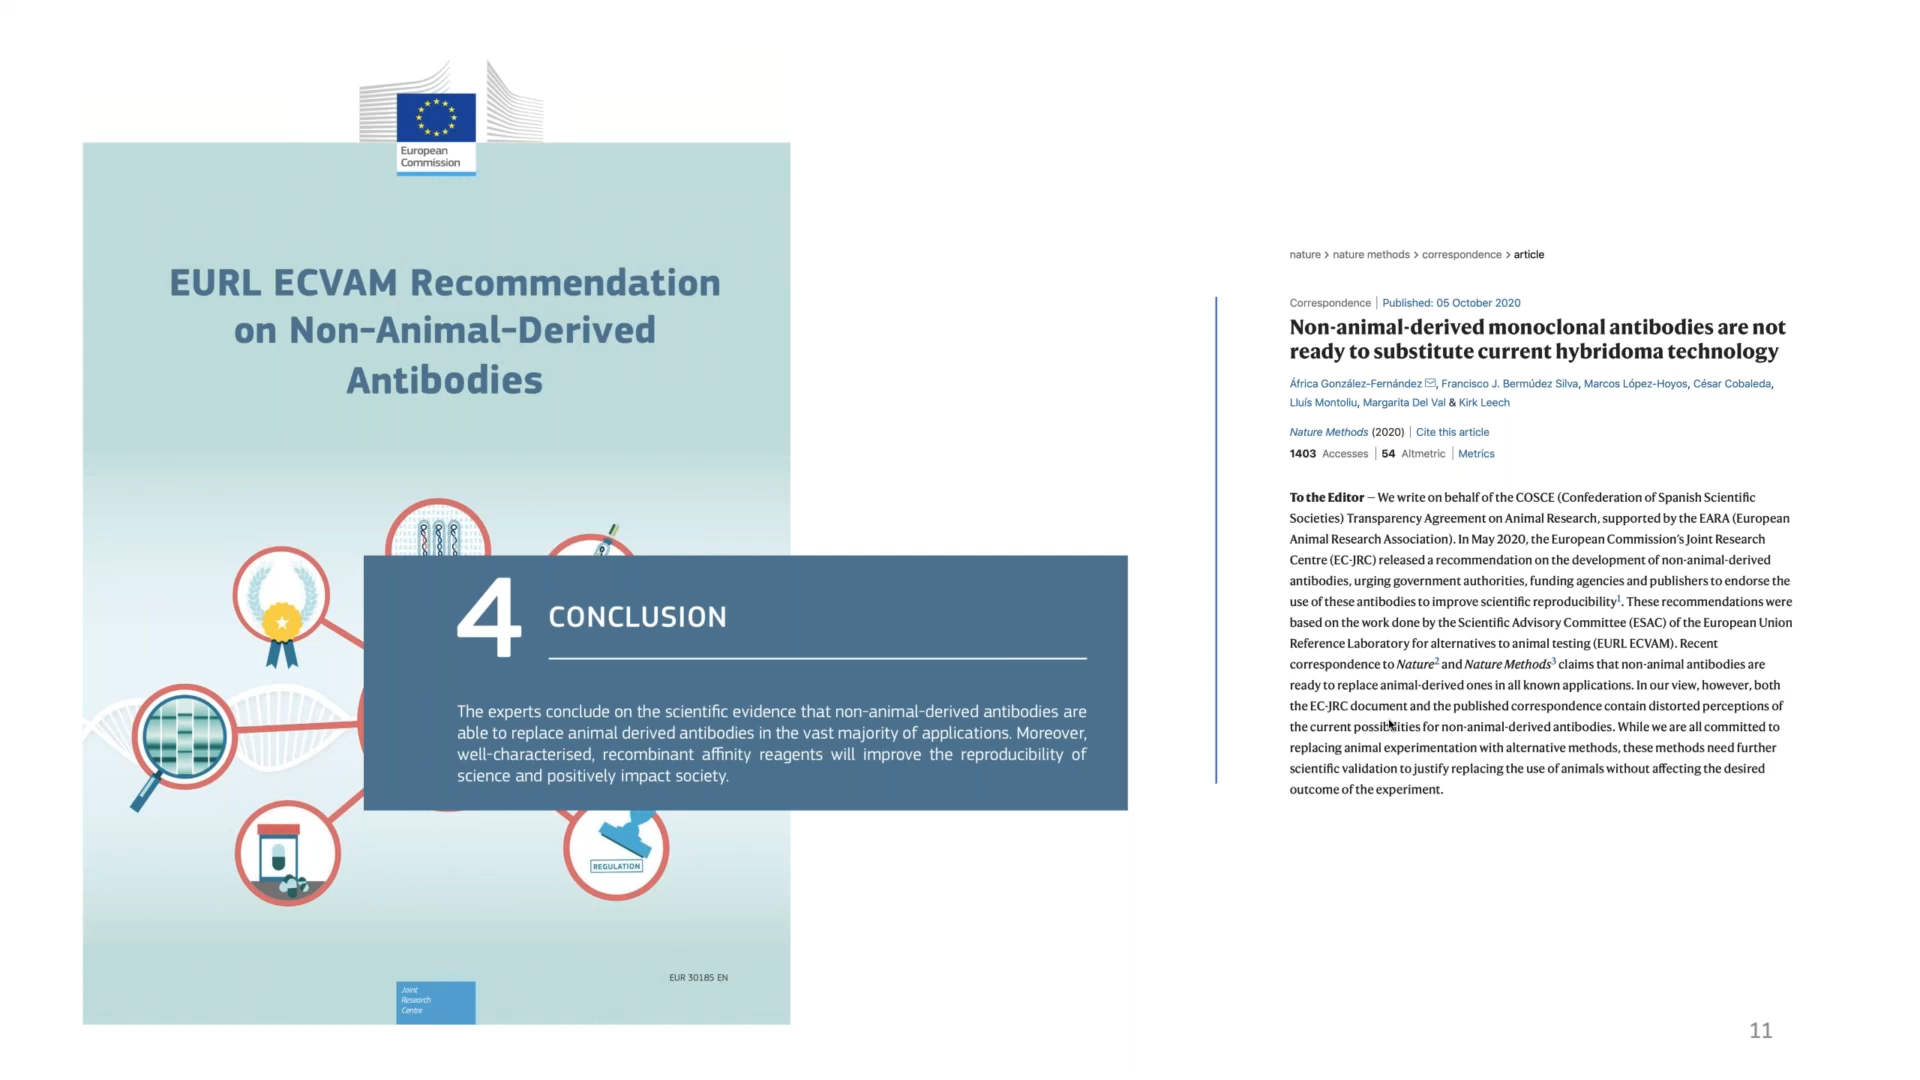 European
Commission
EURL ECVAM Recommendation
on Non-Animal-Derived
Antibodies
4 CONCLUSION
The experts conclude on the scientific evidence that non-animal-derived antibodies are
able to replace animal derived antibodies in the vast majority of applications. Moreover,
well-characterised, recombinant affinity reagents will improve the reproducibility of
science and positively impact society.
REGULATION
EUR 30185 EN
Joint
Research
Centre
nature > nature methods > correspondence > article
Correspondence | Published: 05 October 2020
Non-animal-derived monoclonal antibodies are not
ready to substitute current hybridoma technology
África González-Fernández, Francisco J. Bermúdez Silva, Marcos López-Hoyos, César Cobaleda,
Lluís Montoliu, Margarita Del Val & Kirk Leech
Nature Methods (2020) | Cite this article
1403 Accesses | 54 Altmetric | Metrics
To the Editor — We write on behalf of the COSCE (Confederation of Spanish Scientific
Societies) Transparency Agreement on Animal Research, supported by the EARA (European
Animal Research Association). In May 2020, the European Commission's Joint Research
Centre (EC-JRC) released a recommendation on the development of non-animal-derived
antibodies, urging government authorities, funding agencies and publishers to endorse the
use of these antibodies to improve scientific reproducibility1. These recommendations were
based on the work done by the Scientific Advisory Committee (ESAC) of the European Union
Reference Laboratory for alternatives to animal testing (EURL ECVAM). Recent
correspondence to Nature2 and Nature Methods3 claims that non-animal antibodies are
ready to replace animal-derived ones in all known applications. In our view, however, both
the EC-JRC document and the published correspondence contain distorted perceptions of
the current possibilities for non-animal-derived antibodies. While we are all committed to
replacing animal experimentation with alternative methods, these methods need further
scientific validation to justify replacing the use of animals without affecting the desired
outcome of the experiment.
11